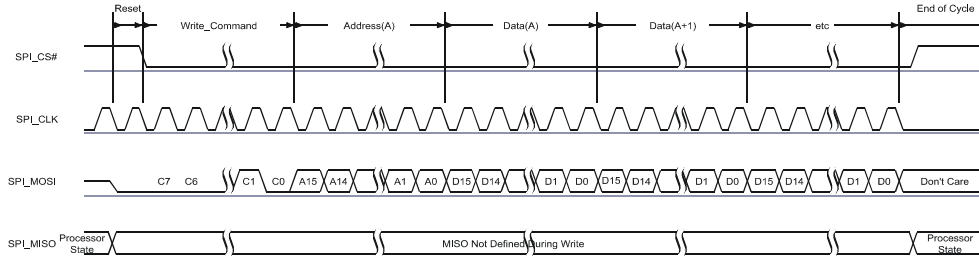 Reset
End of Cycle
Write_Command
Address(A)
Data(A)
Data(A+1)
etc
SPI_CS#
SPI_CLK
SPI_MOSI
C7 C6 C1 C0 A15 A14 A1 A0 D15 D14 D1 D0 D15 D14 D1 D0 D15 D14 D1 D0 Don't Care
SPI_MISO
Processor State
MISO Not Defined During Write
Processor State